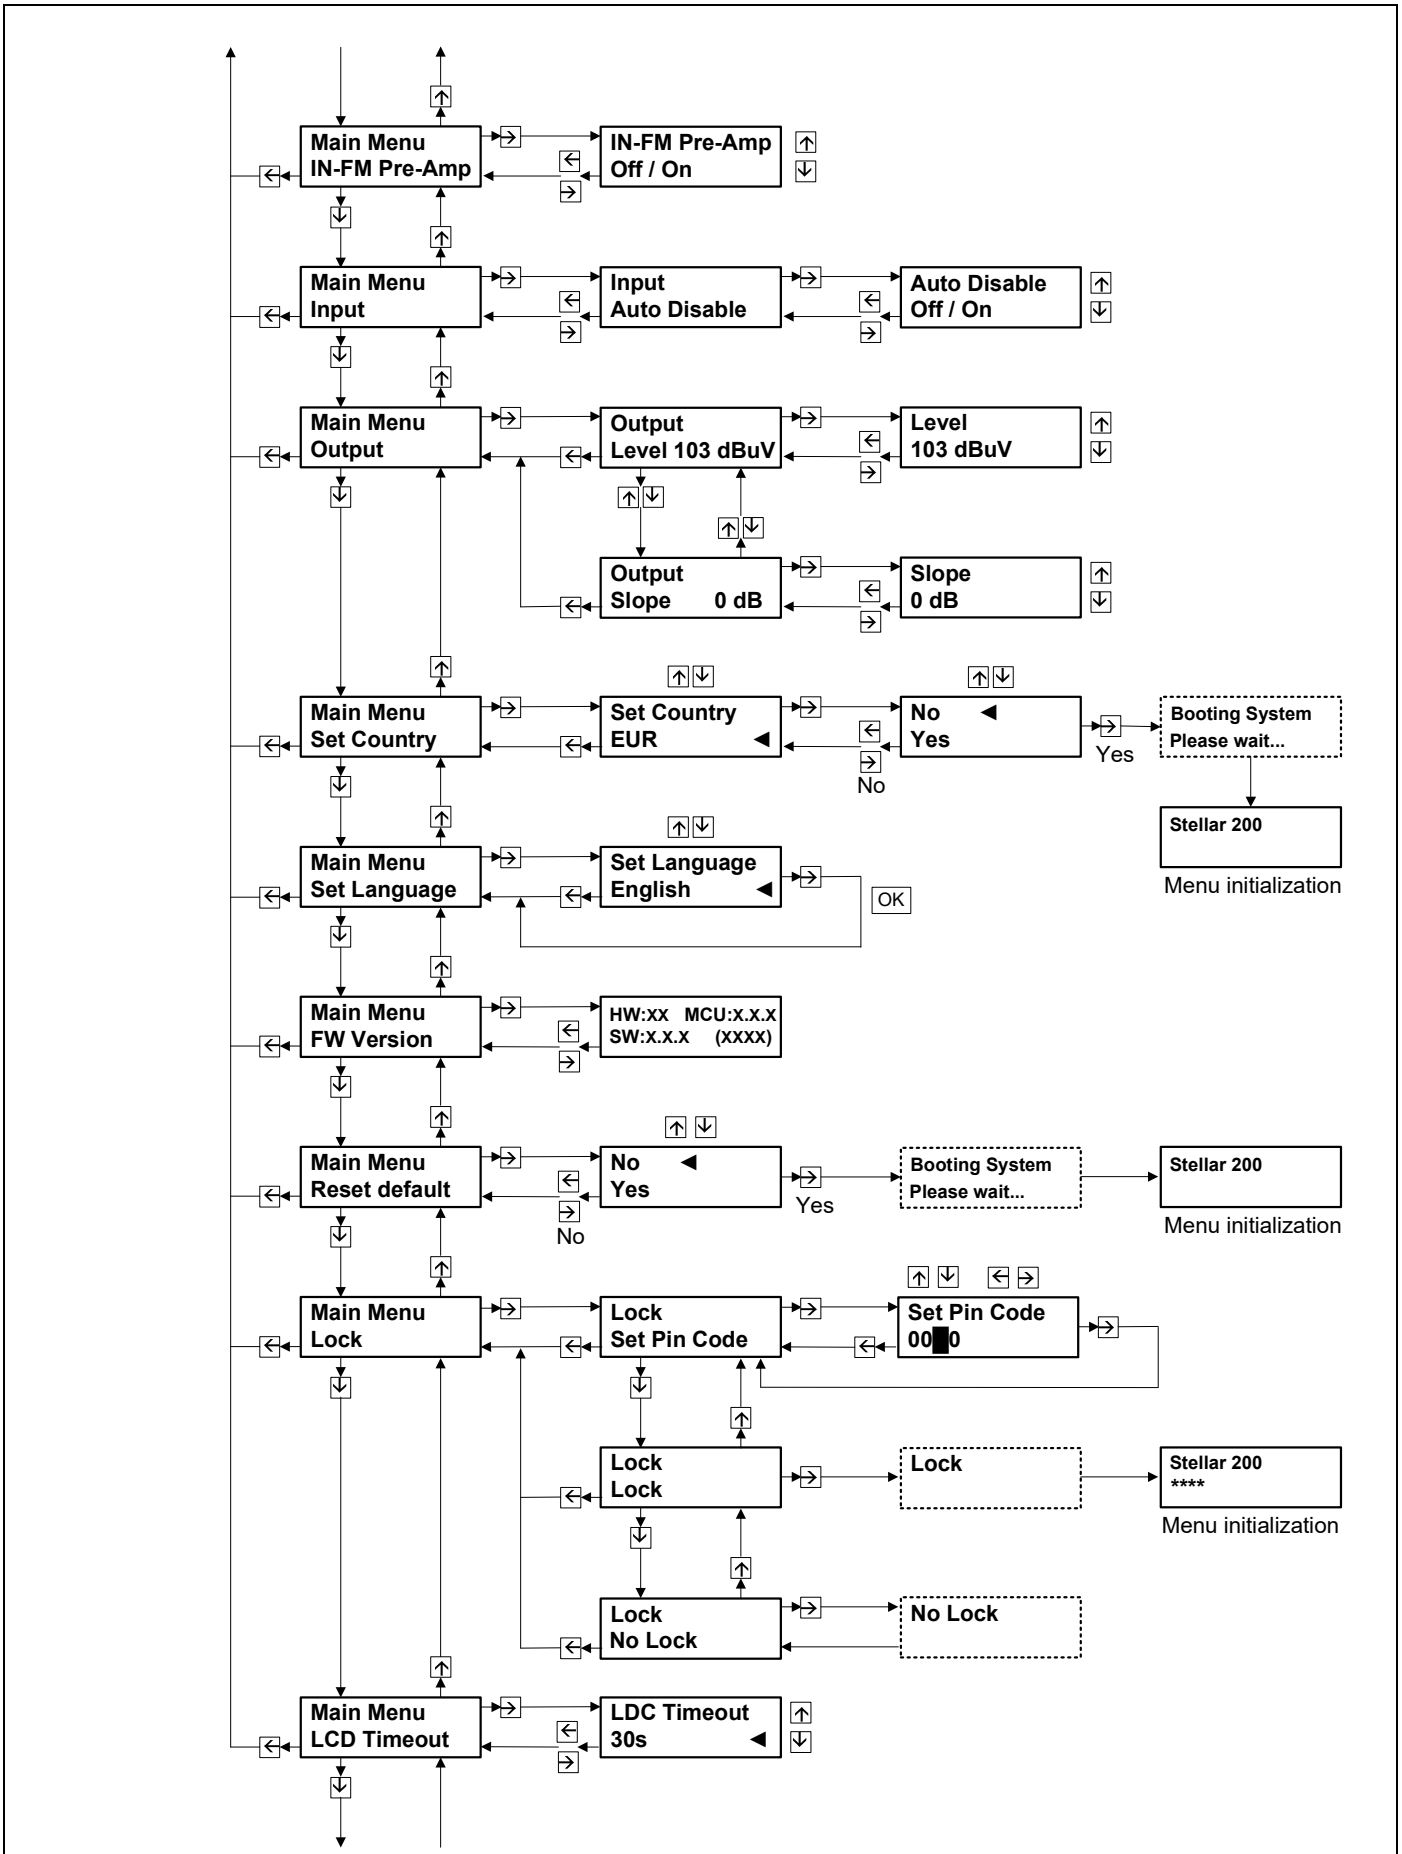 Main Menu
IN-FM Pre-Amp
IN-FM Pre-Amp
Off / On
Main Menu
Input
Input
Auto Disable
Auto Disable
Off / On
Main Menu
Output
Output
Level 103 dBuV
Level
103 dBuV
Output
Slope 0 dB
Slope
0 dB
Main Menu
Set Country
Set Country
EUR
No
Yes
No
Yes
Booting System
Please wait...
Stellar 200
Menu initialization
Main Menu
Set Language
Set Language
English
OK
Main Menu
FW Version
HW:XX MCU:X.X.X
SW:X.X.X (XXXX)
Main Menu
Reset default
No
No
Yes
Yes
Booting System
Please wait...
Stellar 200
Menu initialization
Main Menu
Lock
Lock
Set Pin Code
Set Pin Code
00 0
Lock
Lock
Lock
Stellar 200
****
Menu initialization
Lock
No Lock
No Lock
Main Menu
LCD Timeout
LDC Timeout
30s